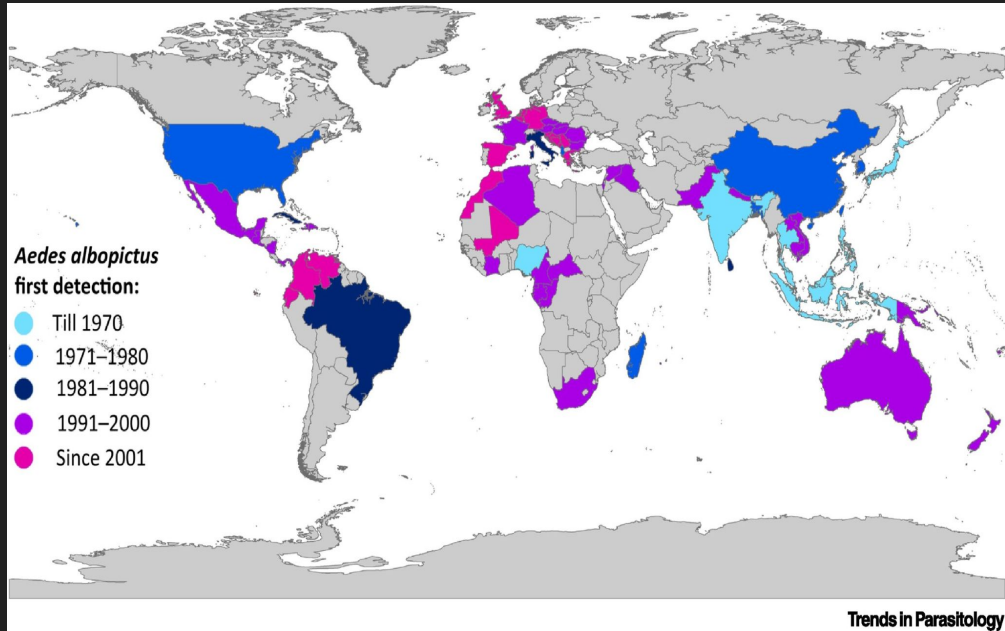 Aedes albopictus
first detection:
Till 1970
1971–1980
1981–1990
1991–2000
Since 2001
Trends in Parasitology